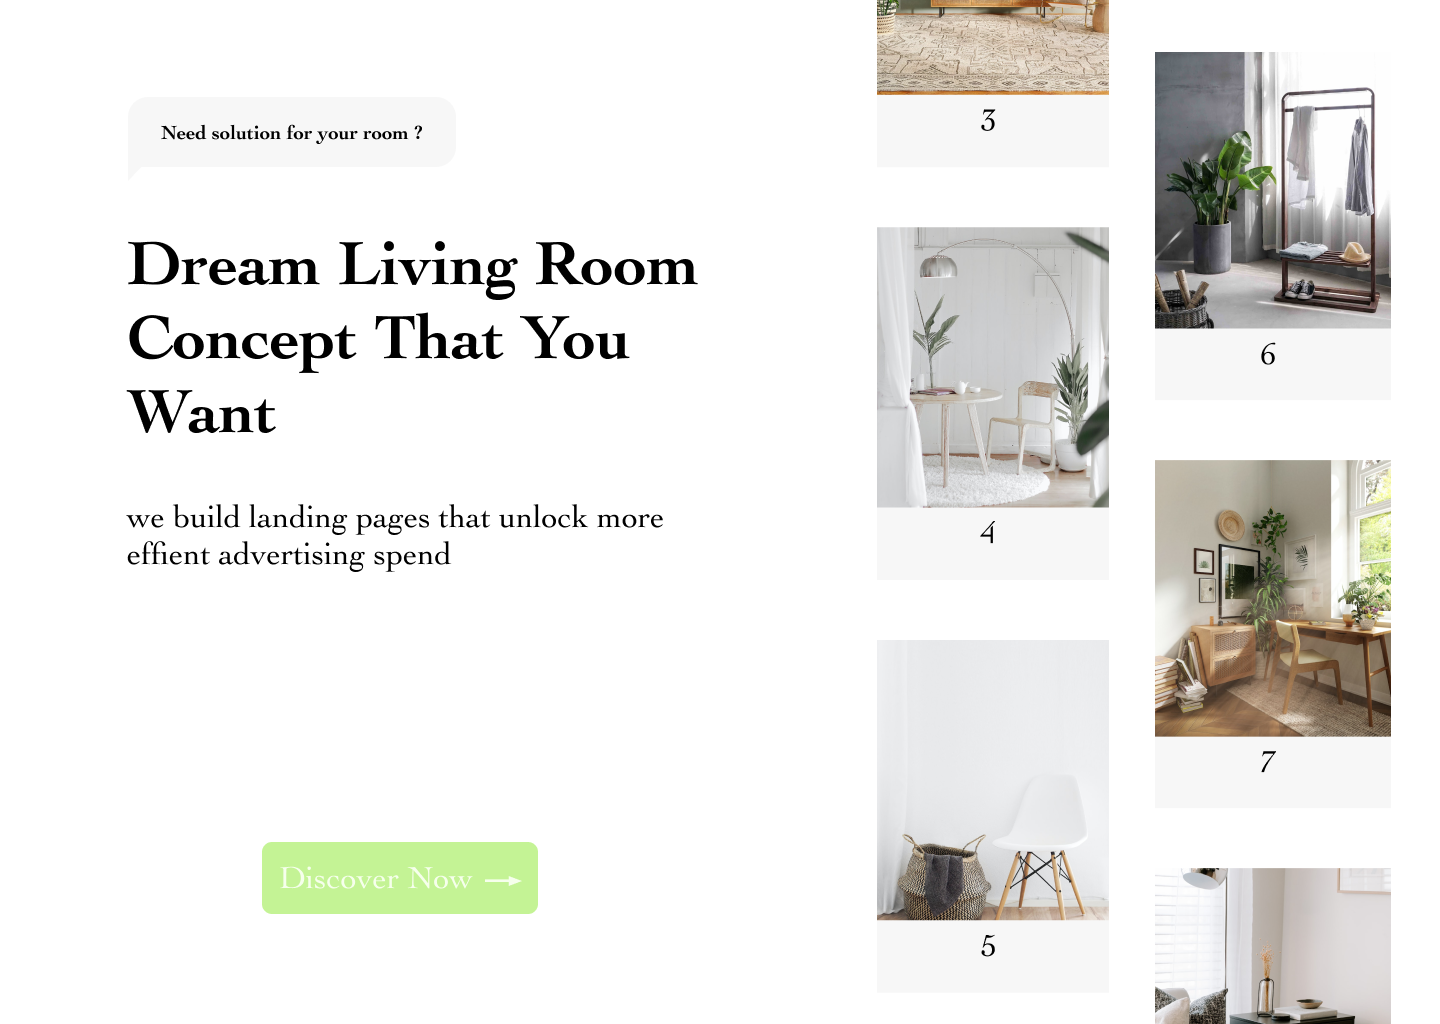 Need solution for your room ?
Dream Living Room
Concept That You
Want
we build landing pages that unlock more
effient advertising spend
Discover Now
3
4
5
6
7